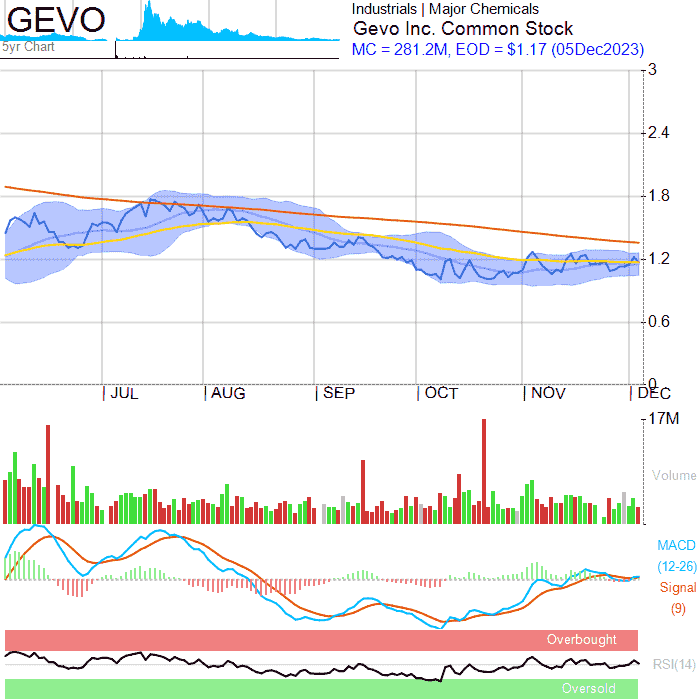 GEVO
5yr Chart
Industrials | Major Chemicals
Gevo Inc. Common Stock
MC = 281.2M, EOD = $1.17 (05Dec2023)
3
2.4
1.8
1.2
0.6
0
JUL
AUG
SEP
OCT
NOV
DEC
17M
Volume
MACD
(12-26)
Signal
(9)
Overbought
RSI(14)
Oversold